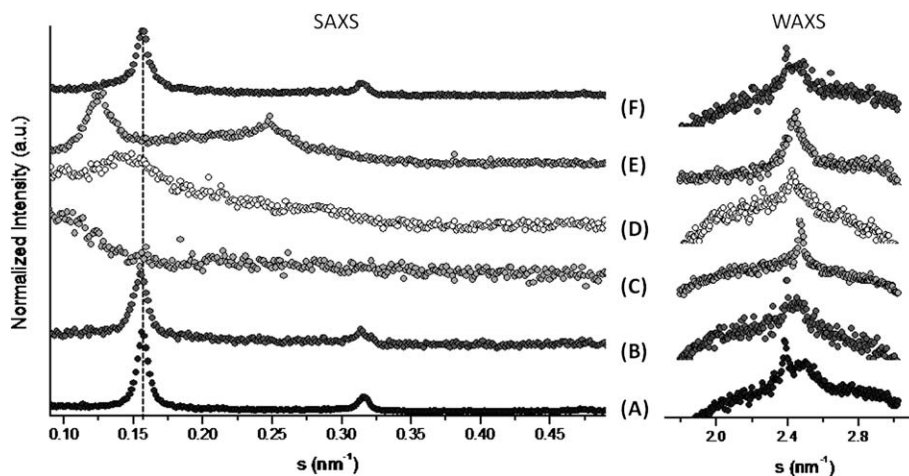 SAXS WAXS
Normalized Intensity (a.u.)
(F)
(E)
(D)
(C)
(B)
(A)
0.10 0.15 0.20 0.25 0.30 0.35 0.40 0.45 2.0 2.4 2.8
s (nm⁻¹) s (nm⁻¹)